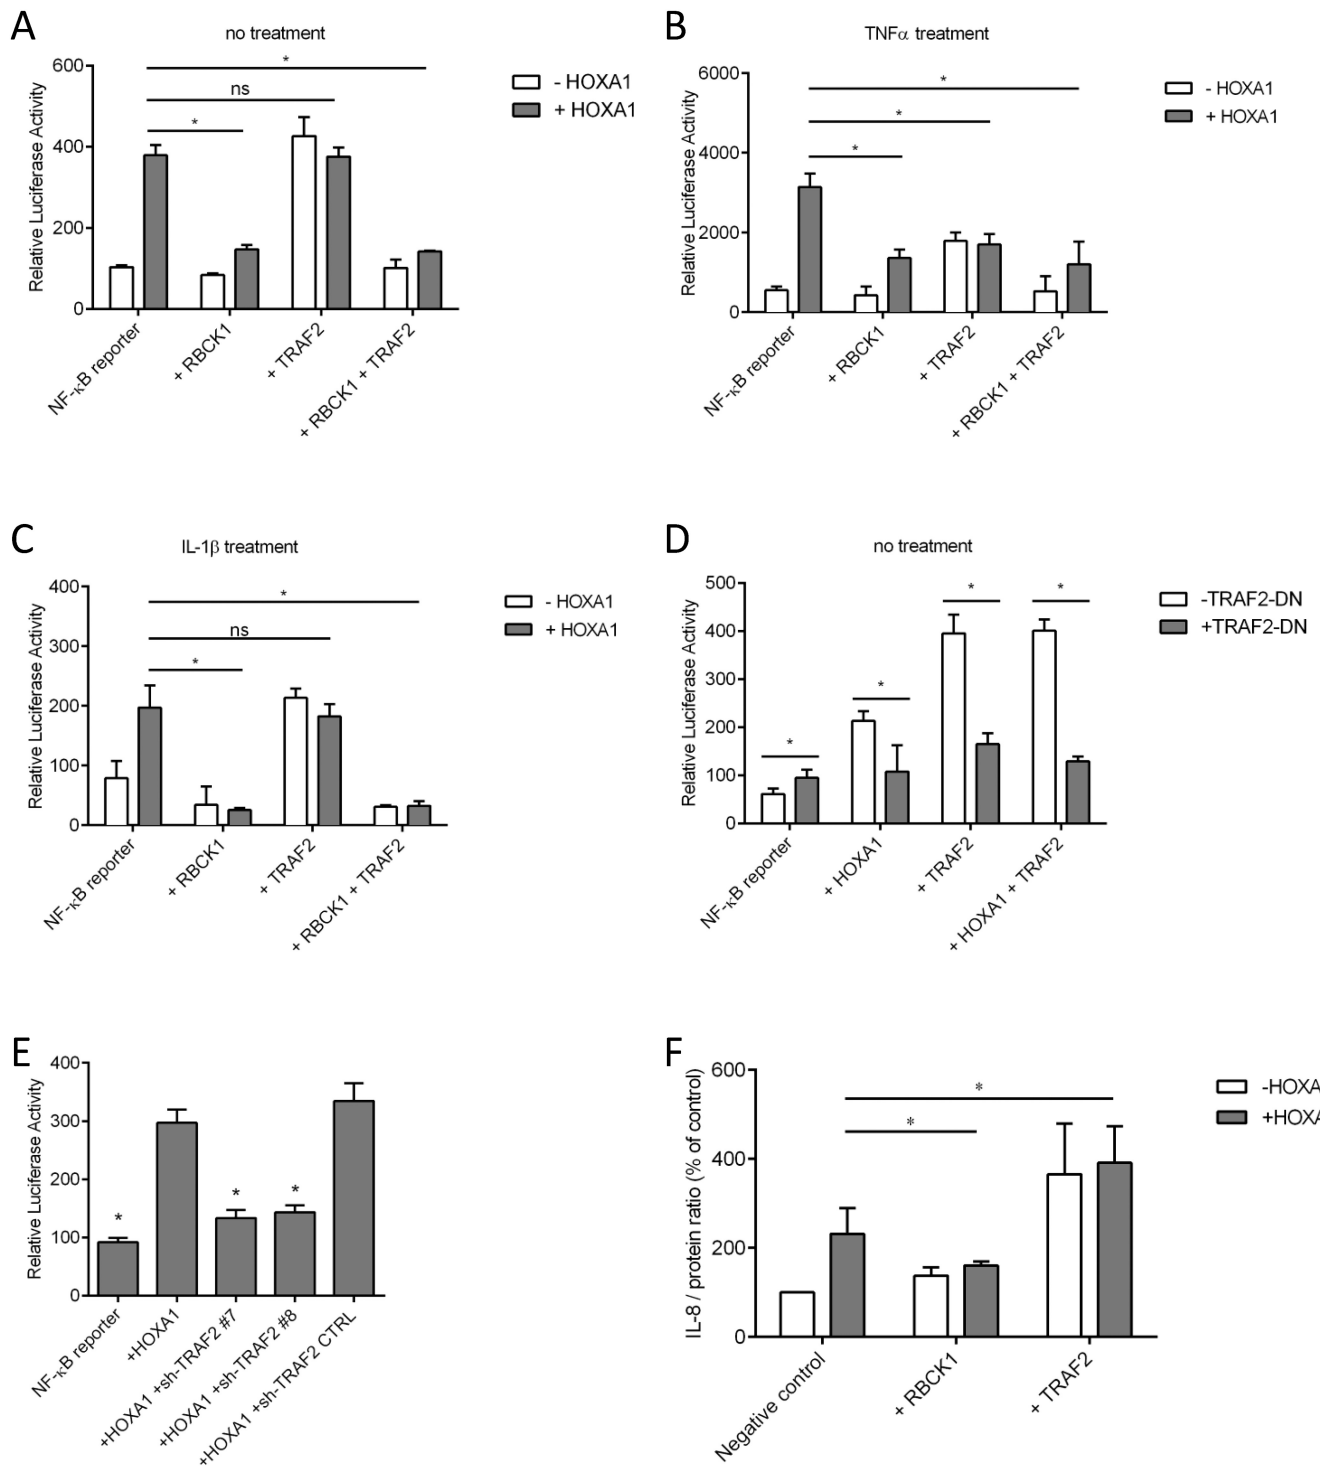 A
no treatment
Relative Luciferase Activity
600
400
200
0
*
ns
*
- HOXA1
+ HOXA1
NF-κB reporter
+ RBCK1
+ TRAF2
+ RBCK1 + TRAF2
B
TNFα treatment
Relative Luciferase Activity
6000
4000
2000
0
*
*
*
- HOXA1
+ HOXA1
NF-κB reporter
+ RBCK1
+ TRAF2
+ RBCK1 + TRAF2
C
IL-1β treatment
Relative Luciferase Activity
400
300
200
100
0
*
ns
*
- HOXA1
+ HOXA1
NF-κB reporter
+ RBCK1
+ TRAF2
+ RBCK1 + TRAF2
D
no treatment
Relative Luciferase Activity
500
400
300
200
100
0
*
*
*
*
-TRAF2-DN
+TRAF2-DN
NF-κB reporter
+ HOXA1
+ TRAF2
+ HOXA1 + TRAF2
E
Relative Luciferase Activity
400
300
200
100
0
*
*
*
NF-κB reporter
+HOXA1
+HOXA1 +sh-TRAF2 #7
+HOXA1 +sh-TRAF2 #8
+HOXA1 +sh-TRAF2 CTRL
F
IL-8 / protein ratio (% of control)
600
400
200
0
*
*
-HOXA
+HOXA
Negative control
+ RBCK1
+ TRAF2